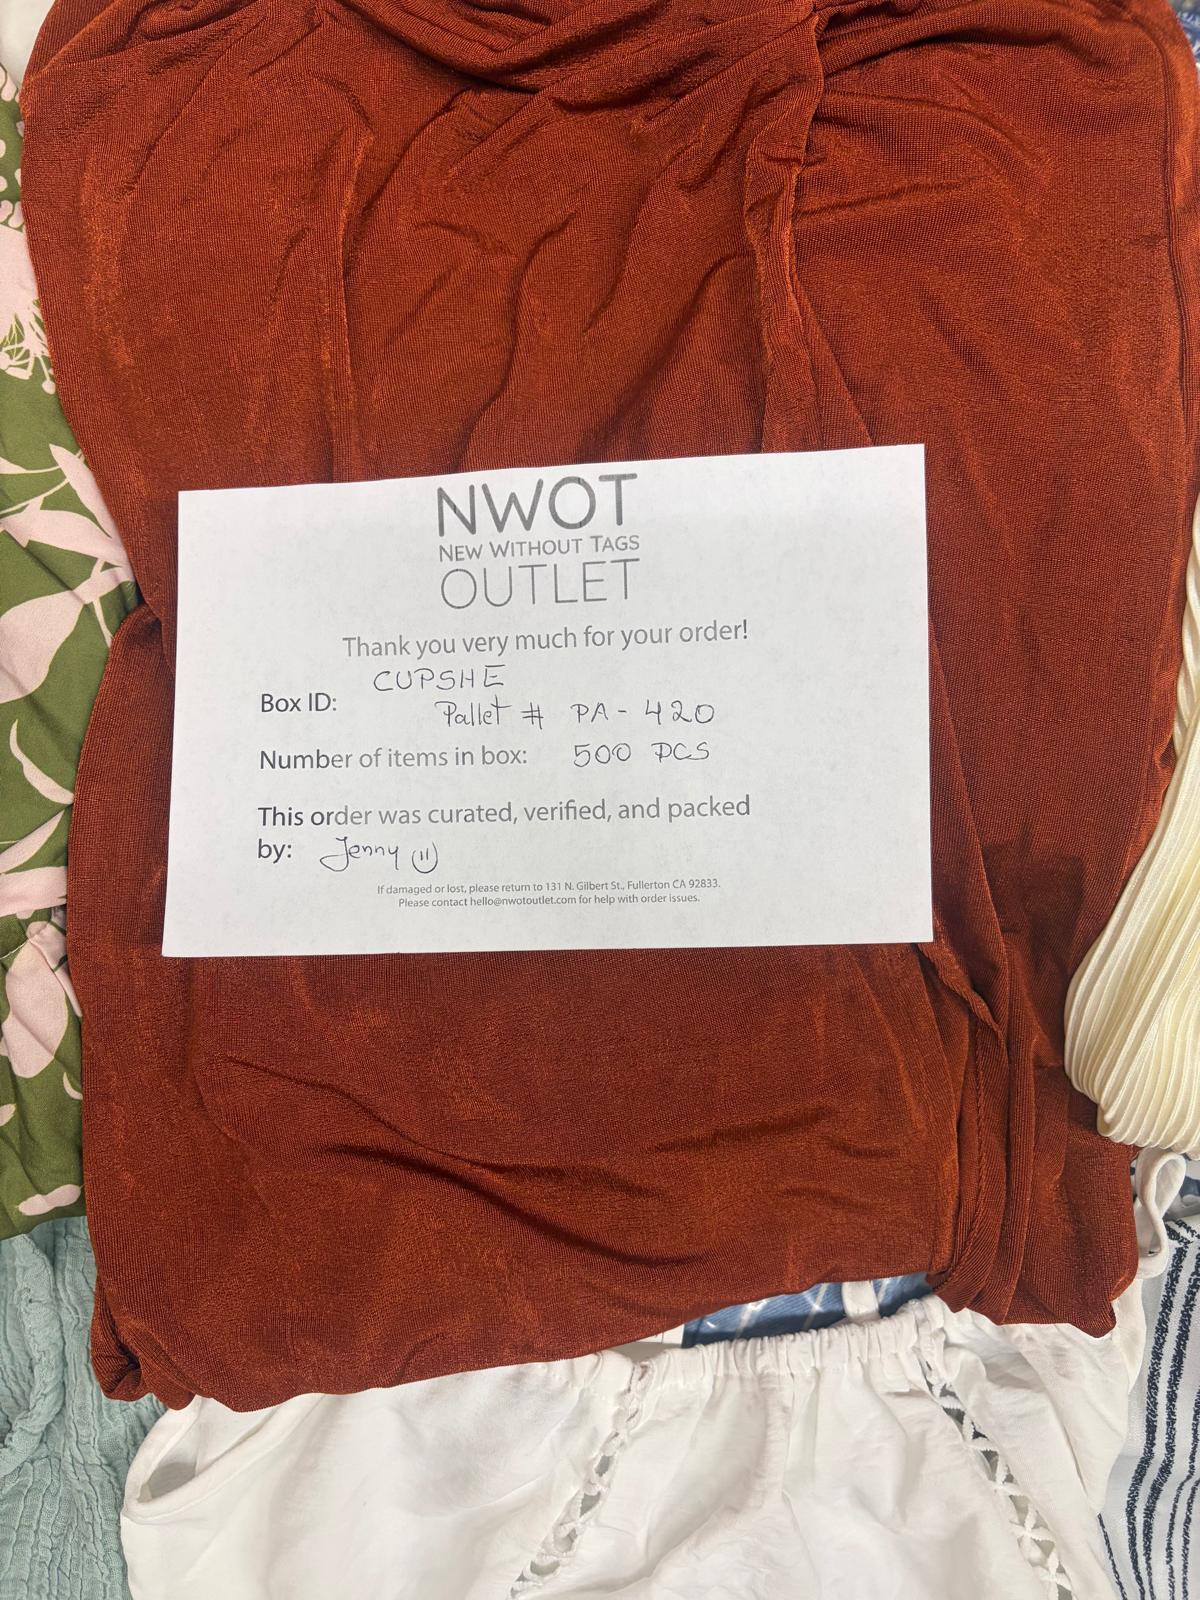 NWOT
NEW WITHOUT TAGS
OUTLET
Thank you very much for your order!
CUPSHE
Box ID:
Pallet # PA-420
Number of items in box: 500 PCS
This order was curated, verified, and packed
by: Jenny
If damaged or lost, please return to 131 N. Gilbert St., Fullerton CA 92833.
Please contact hello@nwotoutlet.com for help with order issues.